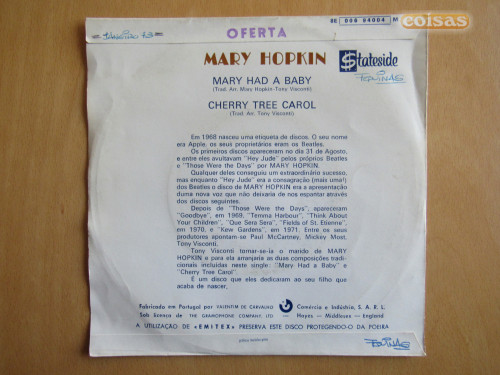 coisas
8E 006 94004 M
OFERTA
MARY HOPKIN
Stateside
MARY HAD A BABY
(Trad. Arr. Mary Hopkin-Tony Visconti)
CHERRY TREE CAROL
(Trad. Arr. Tony Visconti)
Em 1968 nasceu uma etiqueta de discos. O seu nome
era Apple, os seus proprietários eram os Beatles.
Os primeiros discos apareceram no dia 31 de Agosto,
e entre eles avultavam "Hey Jude" pelos próprios Beatles
e "Those Were the Days" por MARY HOPKIN.
Qualquer deles conseguiu um extraordinário sucesso,
mas enquanto "Hey Jude" era a consagração (mais uma!)
dos Beatles o disco de MARY HOPKIN era a apresentação
duma nova voz que não deixaria de nos espantar através
dos discos seguintes.
Depois de "Those Were the Days", apareceram
"Goodbye", em 1969, "Temma Harbour", "Think About
Your Children", "Que Sera Sera", "Fields of St. Etienne",
em 1970, e "Kew Gardens", em 1971. Entre os seus
produtores apontam-se Paul McCartney, Mickey Most,
Tony Visconti.
Tony Visconti tornar-se-ia o marido de MARY
HOPKIN e para ela arranjaria as duas composições tradi-
cionais incluídas neste single: "Mary Had a Baby" e
"Cherry Tree Carol".
É um disco que eles dedicaram ao seu filho que
acaba de nascer.
Fabricado em Portugal por VALENTIM DE CARVALHO Comércio e Indústria, S. A. R. L.
Sob licença de THE GRAMOPHONE COMPANY, LTD. Hayes - Middlesex - England
A UTILIZAÇÃO DE «EMITEX» PRESERVA ESTE DISCO PROTEGENDO-O DA POEIRA